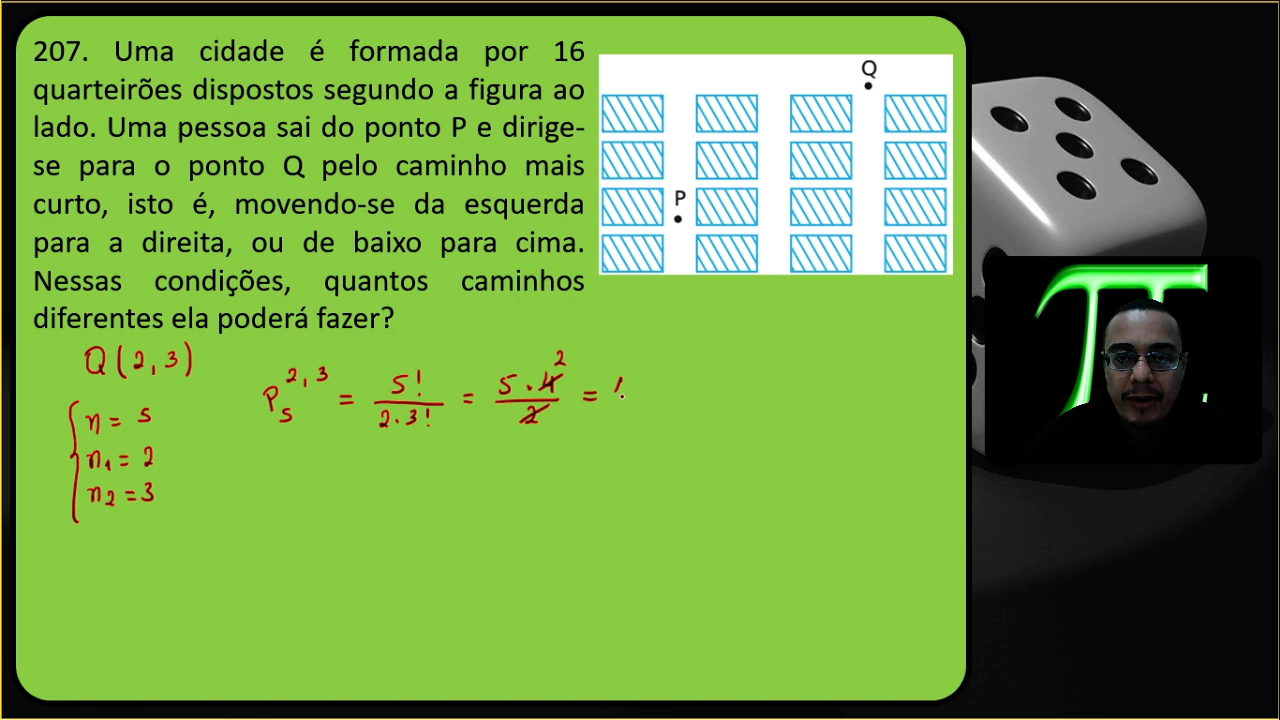 207. Uma cidade é formada por 16
quarteirões dispostos segundo a figura ao
lado. Uma pessoa sai do ponto P e dirige-
se para o ponto Q pelo caminho mais
curto, isto é, movendo-se da esquerda
para a direita, ou de baixo para cima.
Nessas condições, quantos caminhos
diferentes ela poderá fazer?
Q
P
Q(2,3)
n = 5
n₁ = 2
n₂ = 3
P₅^{2,3} = 5!/(2·3!) = 5·4²/2 =